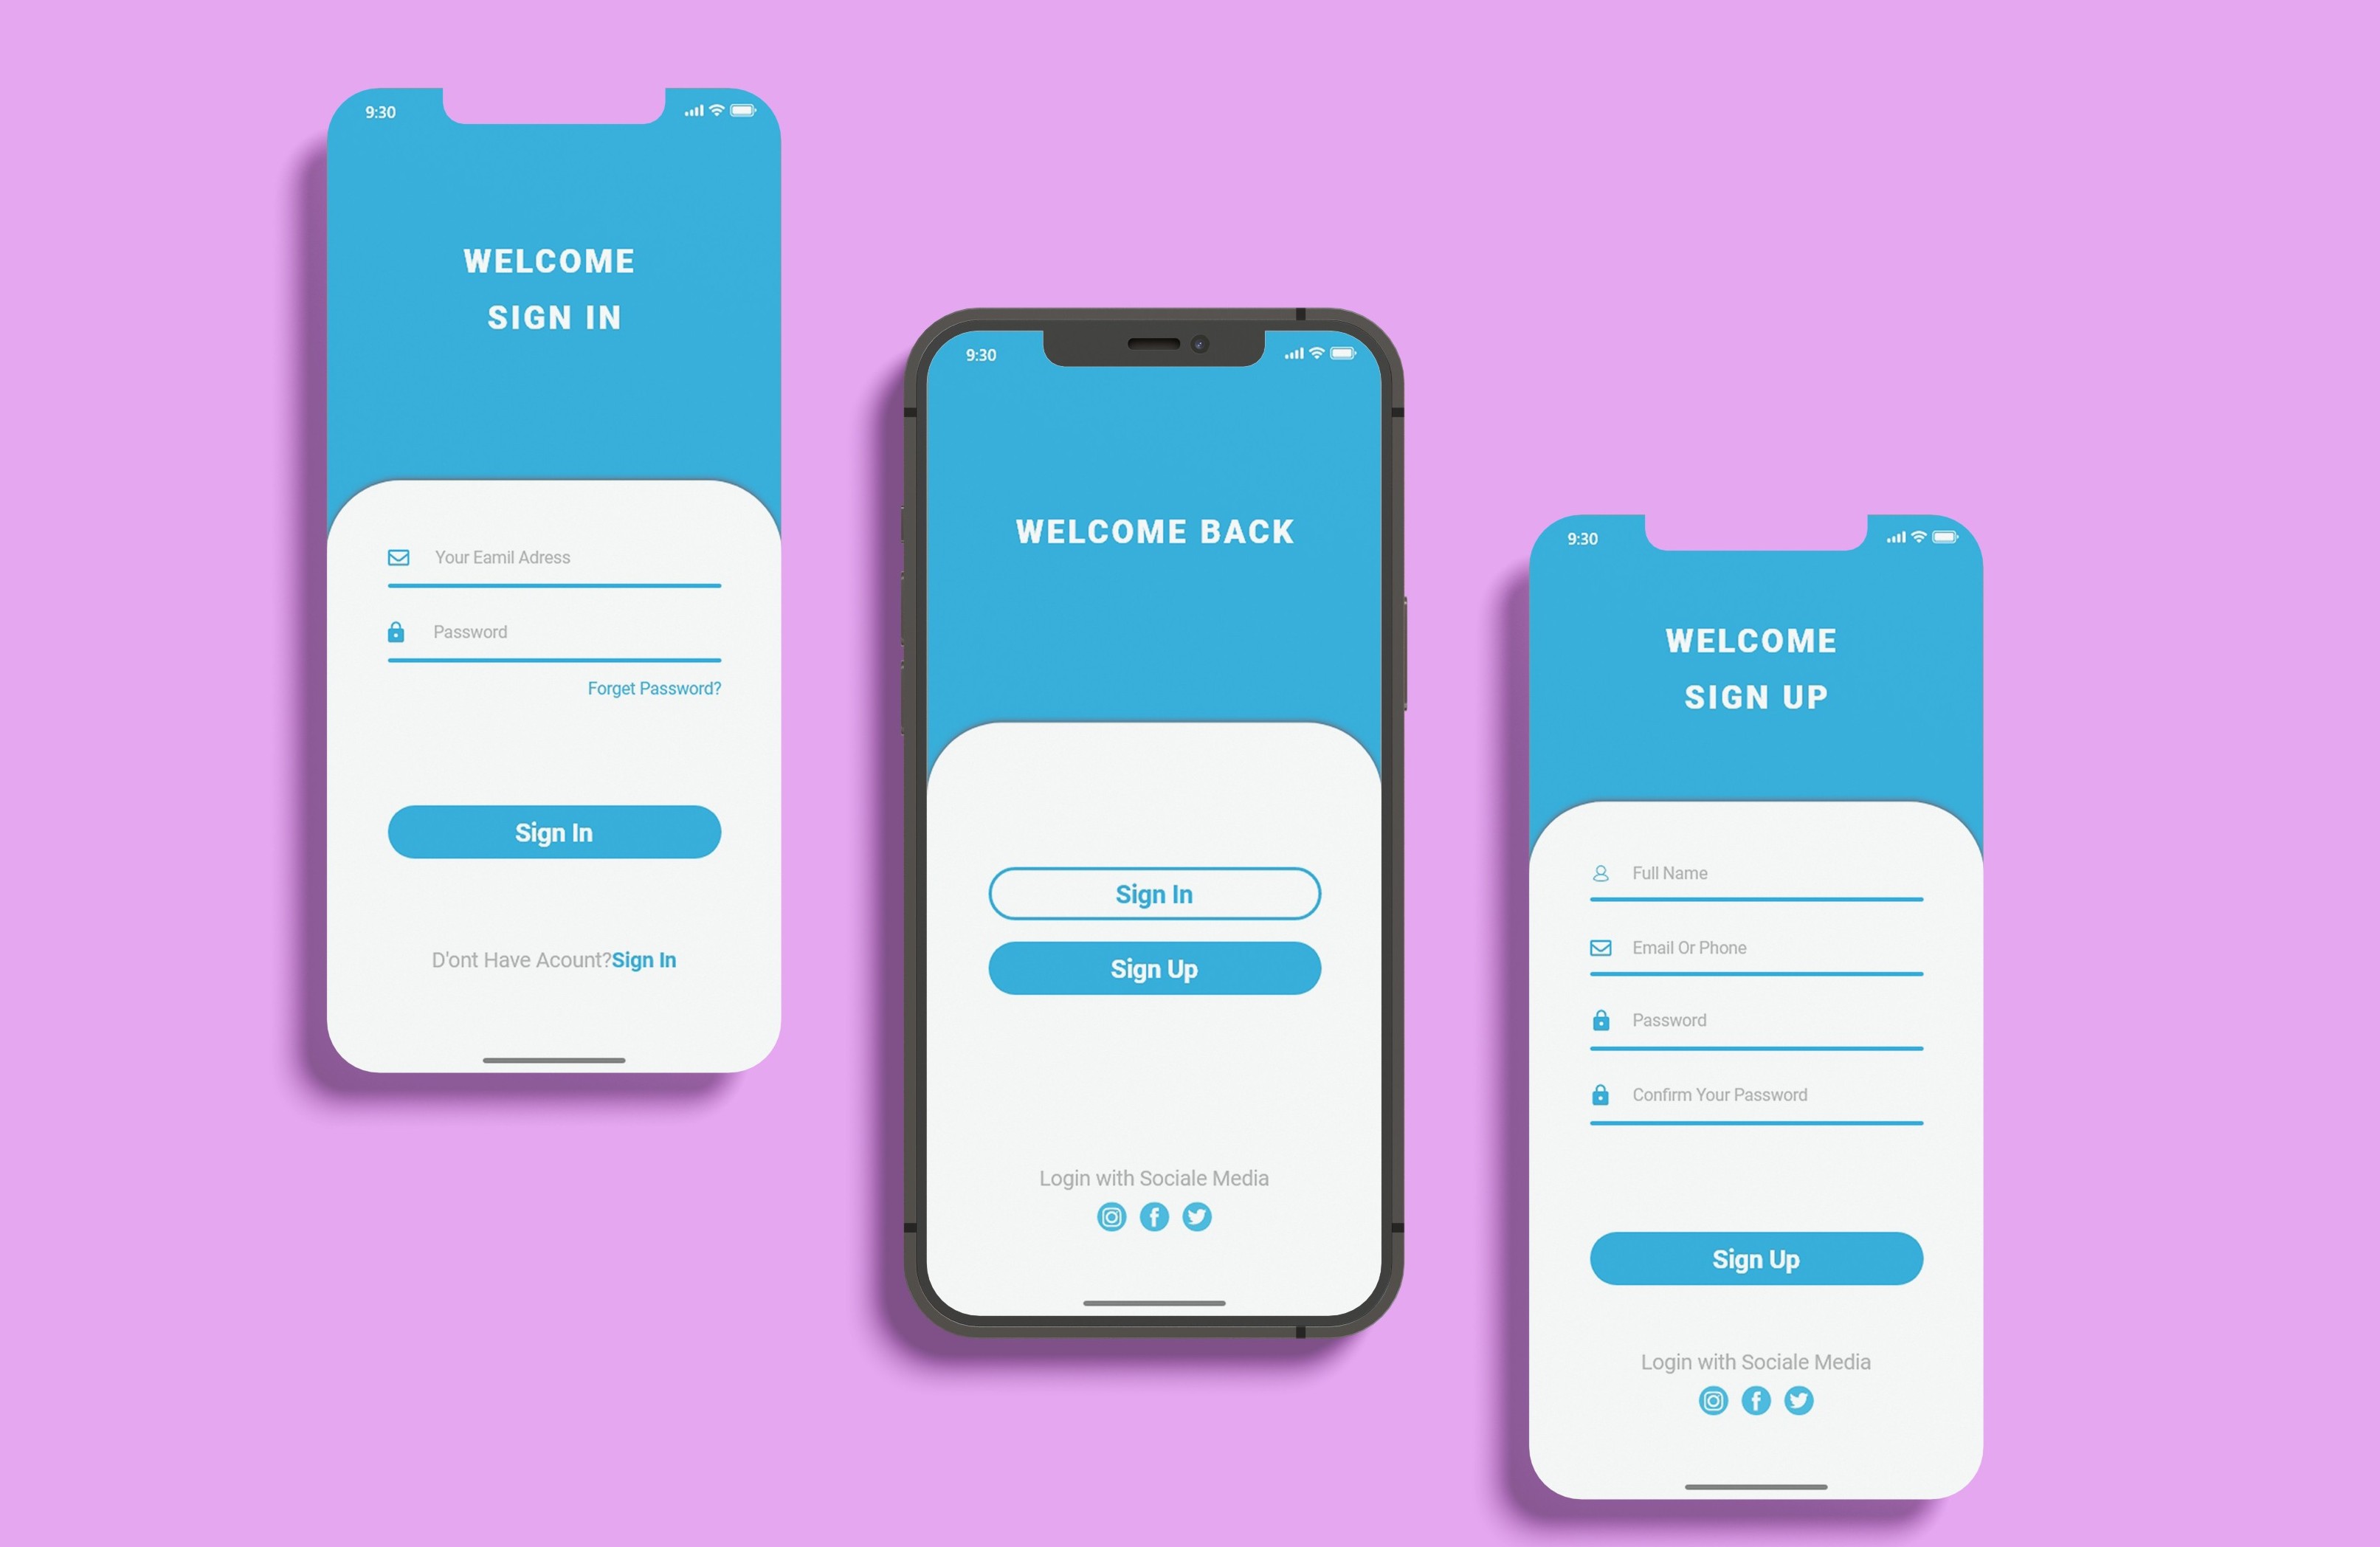 9:30
WELCOME
SIGN IN
Your Eamil Adress
Password
Forget Password?
Sign In
D'ont Have Acount?Sign In
9:30
WELCOME BACK
Sign In
Sign Up
Login with Sociale Media
9:30
WELCOME
SIGN UP
Full Name
Email Or Phone
Password
Confirm Your Password
Sign Up
Login with Sociale Media